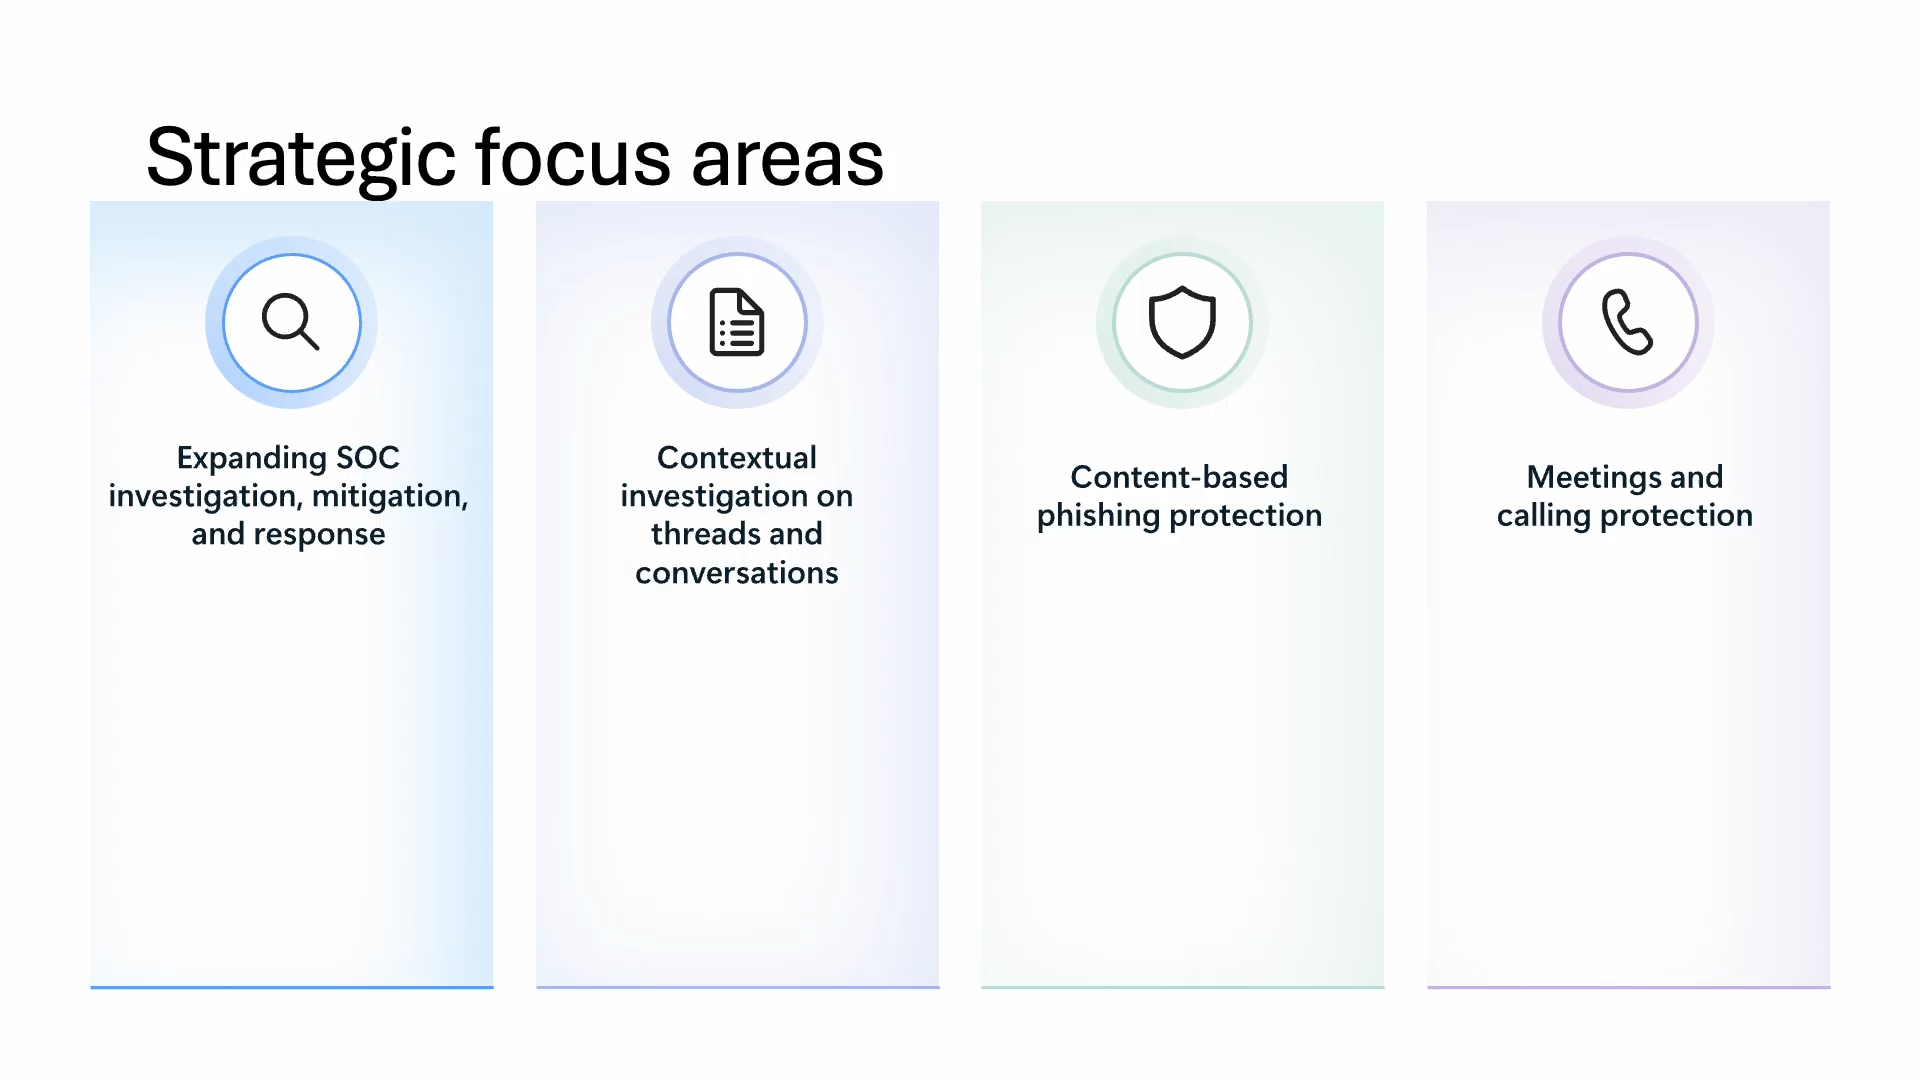 Strategic focus areas
Expanding SOC
investigation, mitigation,
and response
Contextual
investigation on
threads and
conversations
Content-based
phishing protection
Meetings and
calling protection